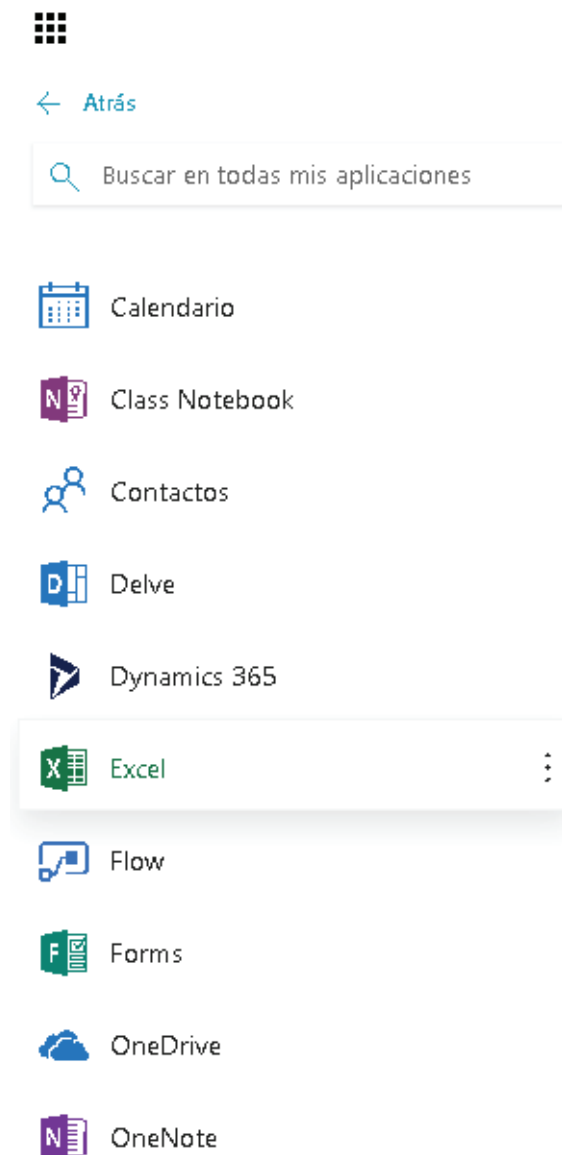 Atrás
Buscar en todas mis aplicaciones
Calendario
N Class Notebook
Contactos
D Delve
Dynamics 365
X Excel
Flow
F Forms
OneDrive
N OneNote